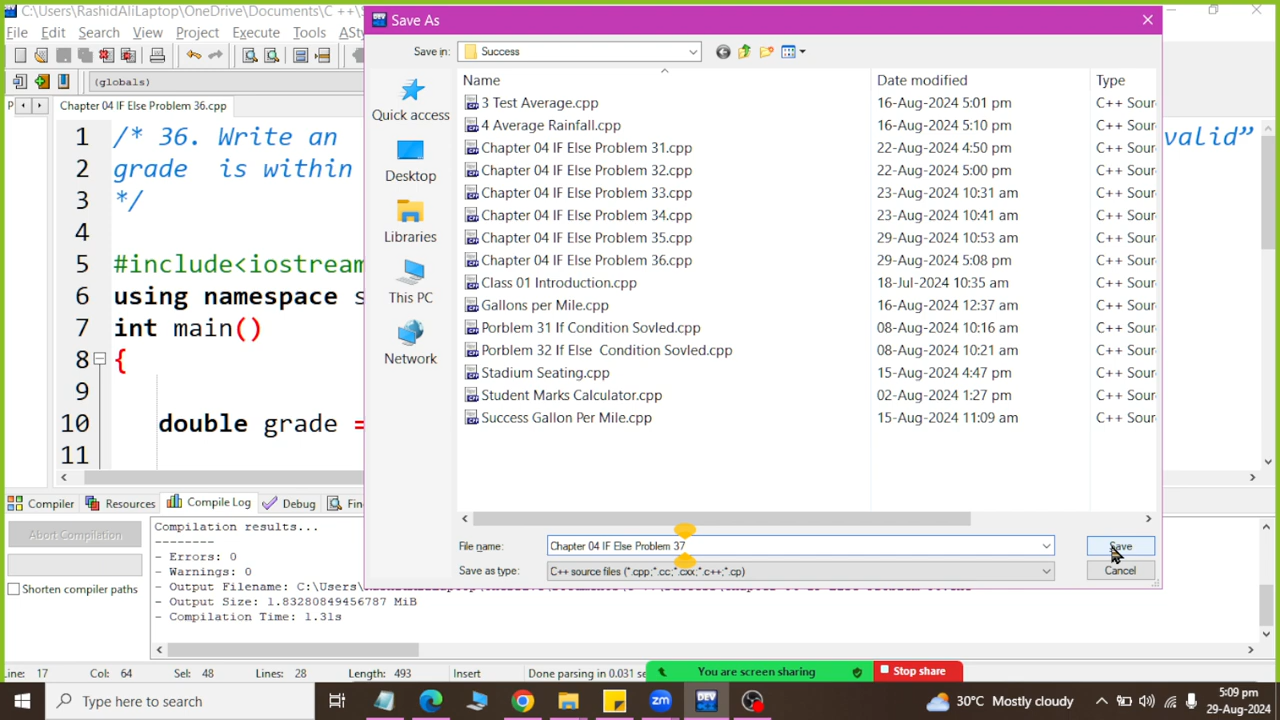 C:\Users\RashidAliLaptop\OneDrive\Documents\C ++\S
File Edit Search View Project Execute Tools ASty
(globals)
P
Chapter 04 IF Else Problem 36.cpp
1 /* 36. Write an valid”
2 grade is within
3 */
4
5 #include<iostream
6 using namespace s
7 int main()
8 {
9
10 double grade =
11
Save As
Save in: Success
Quick access
Desktop
Libraries
This PC
Network
Name Date modified Type
3 Test Average.cpp 16-Aug-2024 5:01 pm C++ Sour
4 Average Rainfall.cpp 16-Aug-2024 5:10 pm C++ Sour
Chapter 04 IF Else Problem 31.cpp 22-Aug-2024 4:50 pm C++ Sour
Chapter 04 IF Else Problem 32.cpp 22-Aug-2024 5:00 pm C++ Sour
Chapter 04 IF Else Problem 33.cpp 23-Aug-2024 10:31 am C++ Sour
Chapter 04 IF Else Problem 34.cpp 23-Aug-2024 10:41 am C++ Sour
Chapter 04 IF Else Problem 35.cpp 29-Aug-2024 10:53 am C++ Sour
Chapter 04 IF Else Problem 36.cpp 29-Aug-2024 5:08 pm C++ Sour
Class 01 Introduction.cpp 18-Jul-2024 10:35 am C++ Sour
Gallons per Mile.cpp 16-Aug-2024 12:37 am C++ Sour
Porblem 31 If Condition Sovled.cpp 08-Aug-2024 10:16 am C++ Sour
Porblem 32 If Else Condition Sovled.cpp 08-Aug-2024 10:21 am C++ Sour
Stadium Seating.cpp 15-Aug-2024 4:47 pm C++ Sour
Student Marks Calculator.cpp 02-Aug-2024 1:27 pm C++ Sour
Success Gallon Per Mile.cpp 15-Aug-2024 11:09 am C++ Sour
File name: Chapter 04 IF Else Problem 37 Save
Save as type: C++ source files (*.cpp;*.cc;*.cxx;*.c++;*.cp) Cancel
Compiler Resources Compile Log Debug Fin
Abort Compilation
Shorten compiler paths
Compilation results...
--------
- Errors: 0
- Warnings: 0
- Output Filename: C:\Users\
- Output Size: 1.83280849456787 MiB
- Compilation Time: 1.31s
Line: 17 Col: 64 Sel: 48 Lines: 28 Length: 493 Insert Done parsing in 0.031 se
You are screen sharing Stop share
Type here to search
zm
DEV
30°C Mostly cloudy
5:09 pm
29-Aug-2024